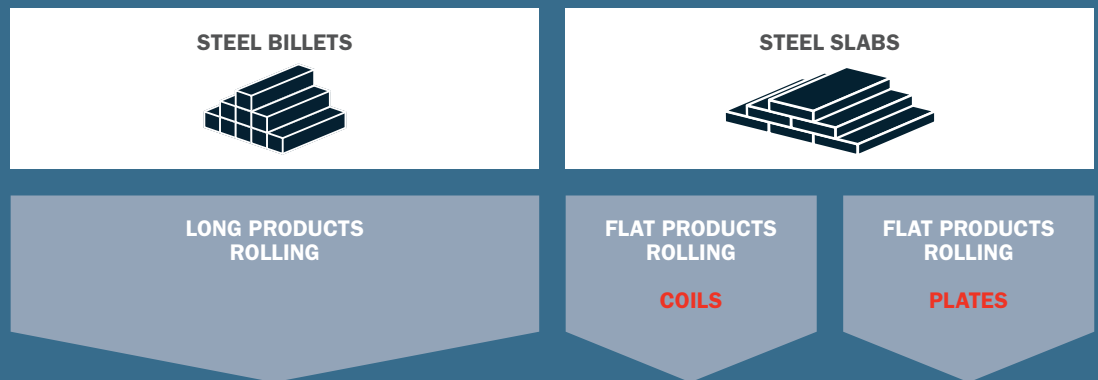 STEEL BILLETS
STEEL SLABS
LONG PRODUCTS
ROLLING
FLAT PRODUCTS
ROLLING
COILS
FLAT PRODUCTS
ROLLING
PLATES